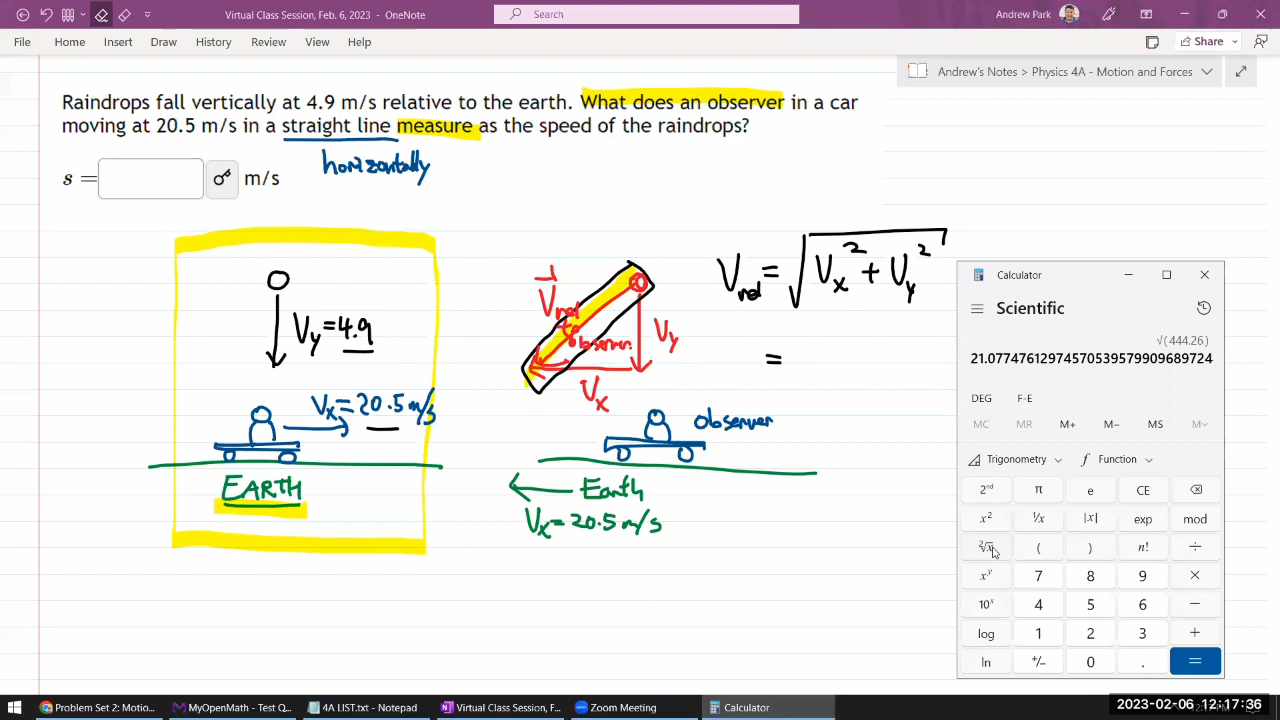 Virtual Class Session, Feb. 6, 2023 - OneNote
Search
Andrew Park
File Home Insert Draw History Review View Help
Share
Andrew's Notes > Physics 4A - Motion and Forces
Raindrops fall vertically at 4.9 m/s relative to the earth. What does an observer in a car
moving at 20.5 m/s in a straight line measure as the speed of the raindrops?
horizontally
s = m/s
Vy=4.9
Vx=20.5 m/s
EARTH
Vrel to observer.
Vy
Vx
observer
Earth
Vx=20.5 m/s
Vrel = √Vx²+Vy²
=
Calculator
Scientific
√(444.26)
21.077476129745705395799096897​24
DEG F-E
MC MR M+ M− MS M˅
Trigonometry Function
2ⁿᵈ π e CE
x² ¹/x |x| exp mod
²√x ( ) n! ÷
xʸ 7 8 9 ×
10ˣ 4 5 6 −
log 1 2 3 +
ln +/− 0 . =
Problem Set 2: Motio... MyOpenMath - Test Q... 4A LIST.txt - Notepad Virtual Class Session, F... Zoom Meeting Calculator
2023-02-06 12:17:36